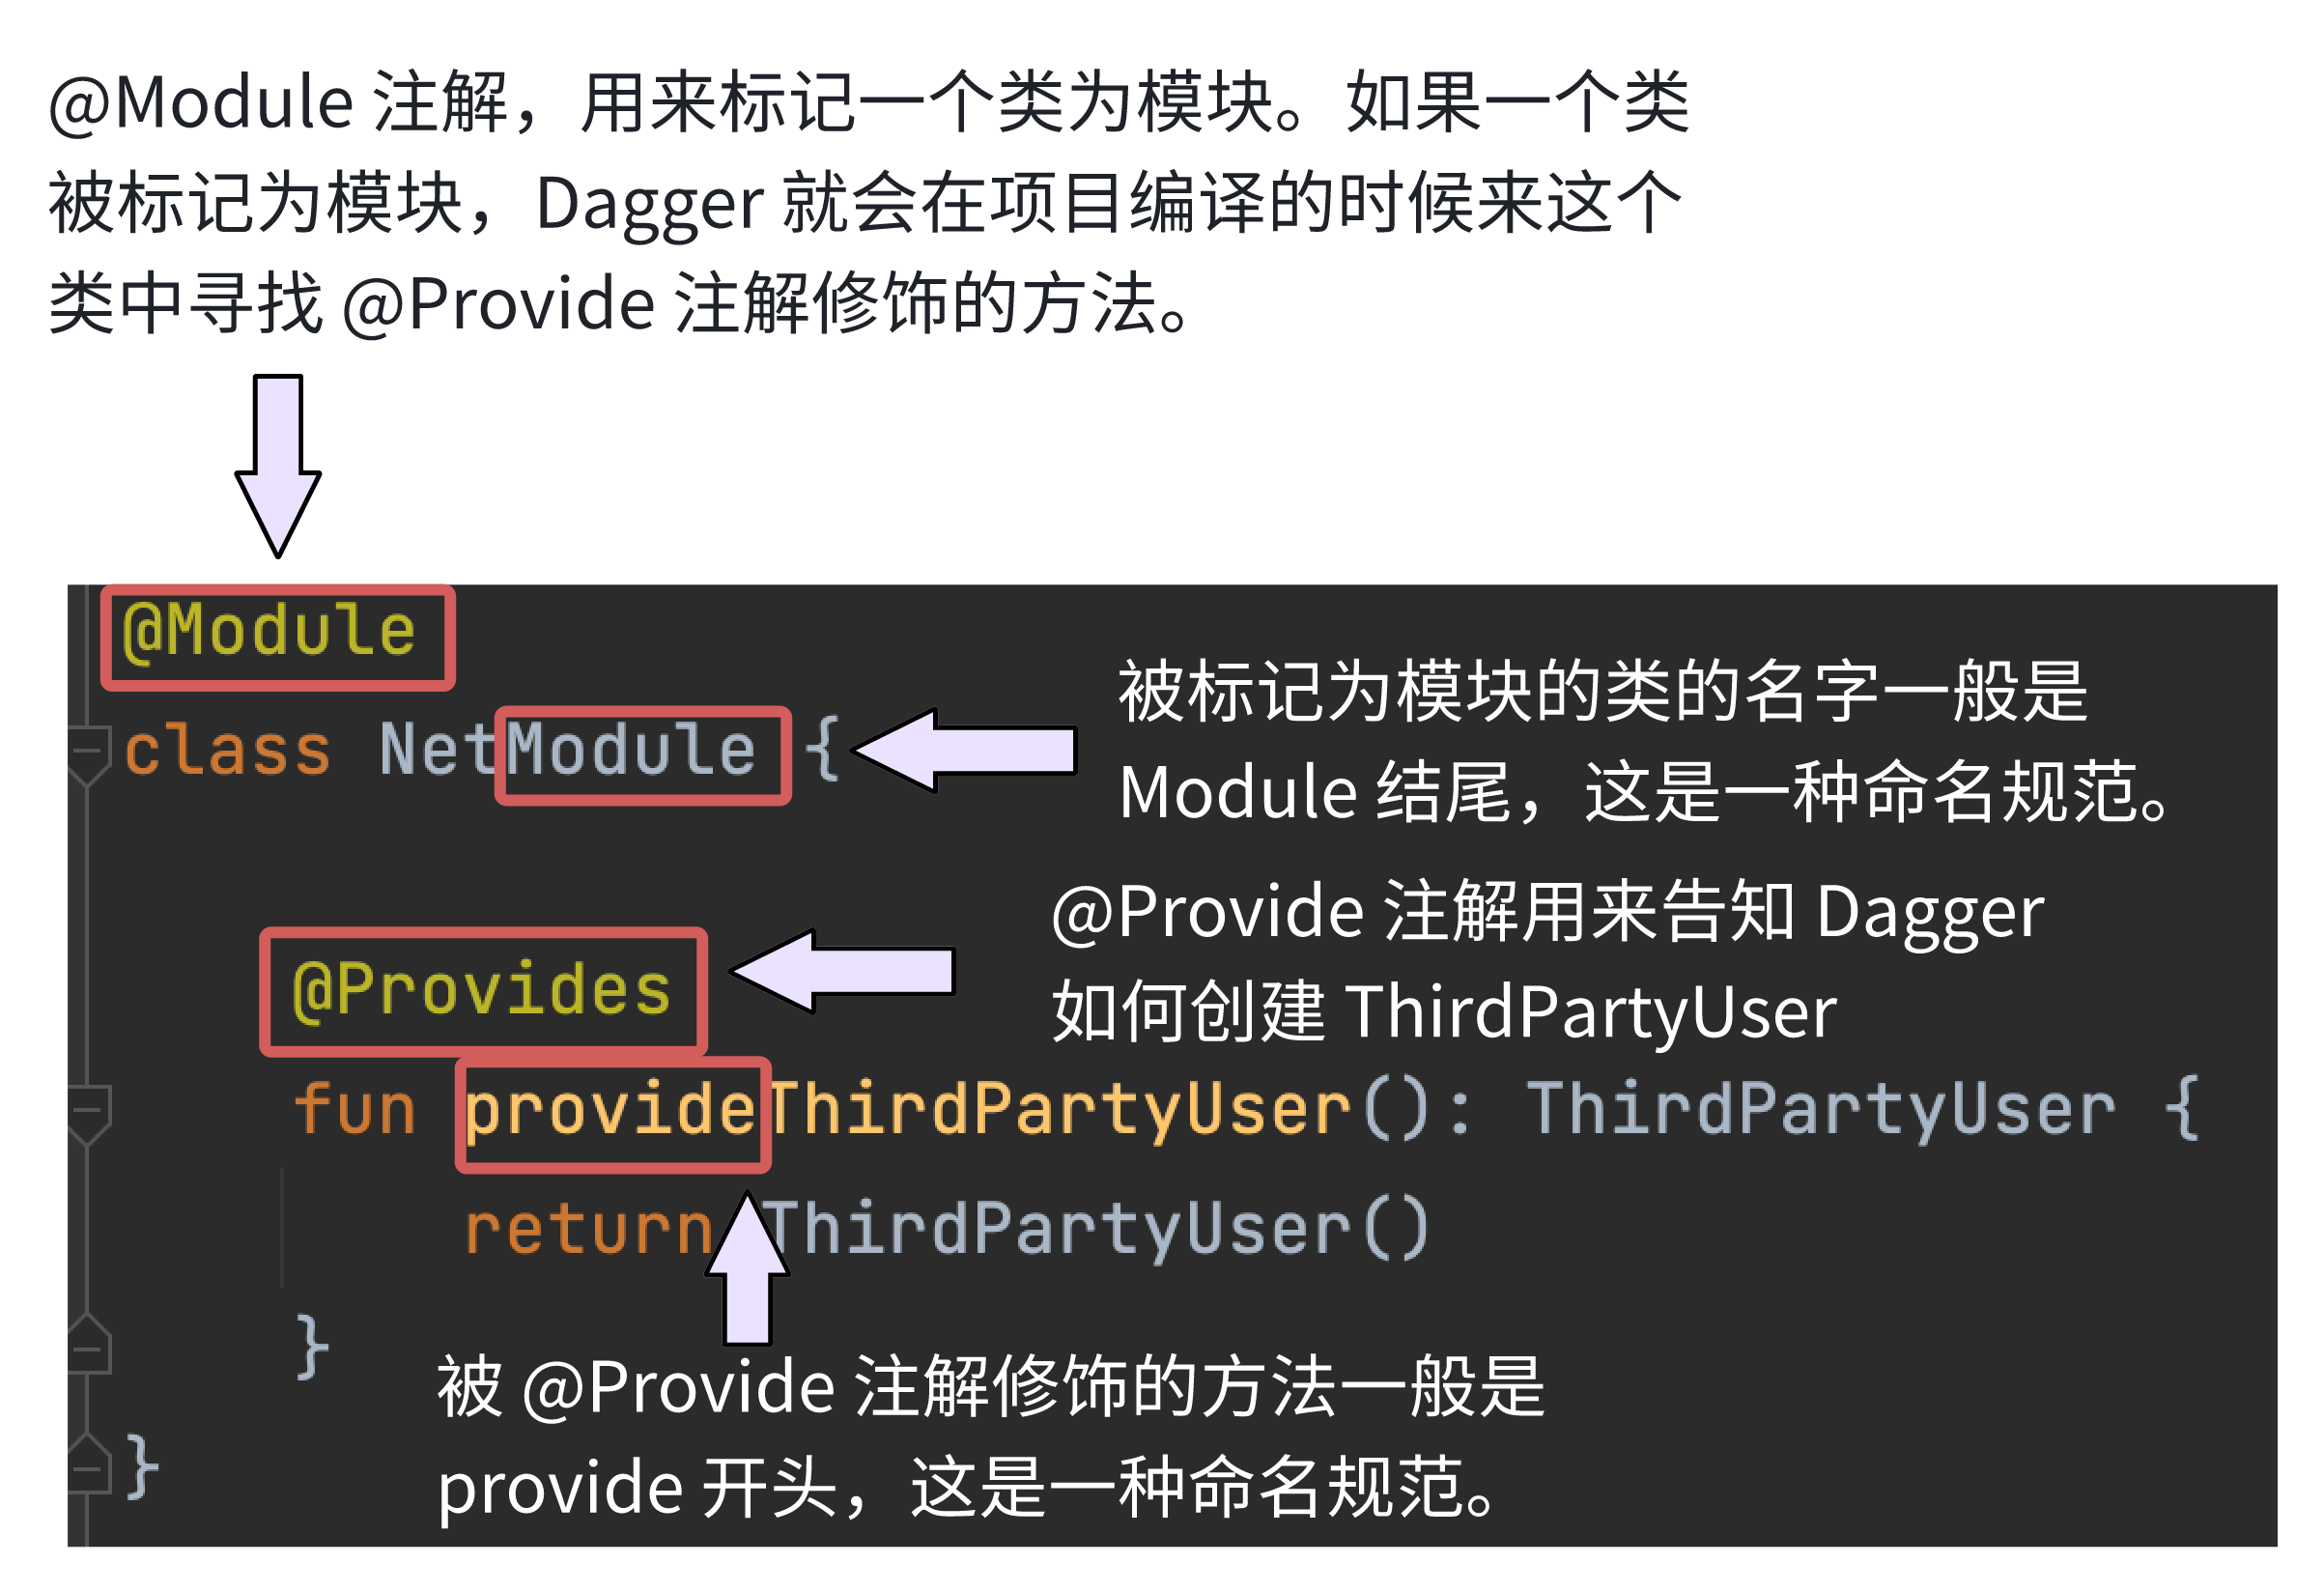 @Module 注解，用来标记一个类为模块。如果一个类
被标记为模块，Dagger 就会在项目编译的时候来这个
类中寻找 @Provide 注解修饰的方法。
@Module
class NetModule {
被标记为模块的类的名字一般是
Module 结尾，这是一种命名规范。
@Provide 注解用来告知 Dagger
如何创建 ThirdPartyUser
@Provides
fun provideThirdPartyUser(): ThirdPartyUser {
return ThirdPartyUser()
}
被 @Provide 注解修饰的方法一般是
provide 开头，这是一种命名规范。
}